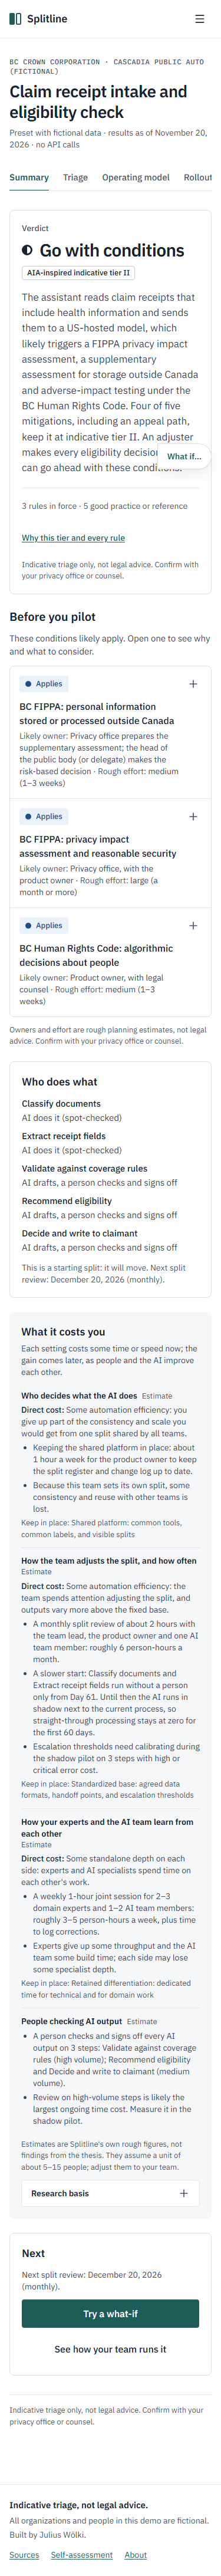 Splitline
BC CROWN CORPORATION · CASCADIA PUBLIC AUTO
(FICTIONAL)
Claim receipt intake and
eligibility check
Preset with fictional data · results as of November 20,
2026 · no API calls
Summary Triage Operating model Rollout
Verdict
Go with conditions
AIA-inspired indicative tier II
The assistant reads claim receipts that
include health information and sends
them to a US-hosted model, which
likely triggers a FIPPA privacy impact
assessment, a supplementary
assessment for storage outside Canada
and adverse-impact testing under the
BC Human Rights Code. Four of five
mitigations, including an appeal path,
keep it at indicative tier II. An adjuster
makes every eligibility decision
What if...
can go ahead with these conditions.
3 rules in force · 5 good practice or reference
Why this tier and every rule
Indicative triage only, not legal advice. Confirm with
your privacy office or counsel.
Before you pilot
These conditions likely apply. Open one to see why
and what to consider.
Applies
BC FIPPA: personal information
stored or processed outside Canada
Likely owner: Privacy office prepares the
supplementary assessment; the head of
the public body (or delegate) makes the
risk-based decision · Rough effort: medium
(1–3 weeks)
Applies
BC FIPPA: privacy impact
assessment and reasonable security
Likely owner: Privacy office, with the
product owner · Rough effort: large (a
month or more)
Applies
BC Human Rights Code: algorithmic
decisions about people
Likely owner: Product owner, with legal
counsel · Rough effort: medium (1–3
weeks)
Owners and effort are rough planning estimates, not legal
advice. Confirm with your privacy office or counsel.
Who does what
Classify documents
AI does it (spot-checked)
Extract receipt fields
AI does it (spot-checked)
Validate against coverage rules
AI drafts, a person checks and signs off
Recommend eligibility
AI drafts, a person checks and signs off
Decide and write to claimant
AI drafts, a person checks and signs off
This is a starting split: it will move. Next split
review: December 20, 2026 (monthly).
What it costs you
Each setting costs some time or speed now; the
gain comes later, as people and the AI improve
each other.
Who decides what the AI does Estimate
Direct cost: Some automation efficiency: you
give up part of the consistency and scale you
would get from one split shared by all teams.
• Keeping the shared platform in place: about
1 hour a week for the product owner to keep
the split register and change log up to date.
• Because this team sets its own split, some
consistency and reuse with other teams is
lost.
Keep in place: Shared platform: common tools,
common labels, and visible splits
How the team adjusts the split, and how often
Estimate
Direct cost: Some automation efficiency: the
team spends attention adjusting the split, and
outputs vary more above the fixed base.
• A monthly split review of about 2 hours with
the team lead, the product owner and one AI
team member: roughly 6 person-hours a
month.
• A slower start: Classify documents and
Extract receipt fields run without a person
only from Day 61. Until then the AI runs in
shadow next to the current process, so
straight-through processing stays at zero for
the first 60 days.
• Escalation thresholds need calibrating during
the shadow pilot on 3 steps with high or
critical error cost.
Keep in place: Standardized base: agreed data
formats, handoff points, and escalation thresholds
How your experts and the AI team learn from
each other
Estimate
Direct cost: Some standalone depth on each
side: experts and AI specialists spend time on
each other's work.
• A weekly 1-hour joint session for 2–3
domain experts and 1–2 AI team members:
roughly 3–5 person-hours a week, plus time
to log corrections.
• Experts give up some throughput and the AI
team some build time; each side may lose
some specialist depth.
Keep in place: Retained differentiation: dedicated
time for technical and for domain work
People checking AI output Estimate
• A person checks and signs off every AI
output on 3 steps: Validate against coverage
rules (high volume); Recommend eligibility
and Decide and write to claimant (medium
volume).
• Review on high-volume steps is likely the
largest ongoing time cost. Measure it in the
shadow pilot.
Estimates are Splitline's own rough figures, not
findings from the thesis. They assume a unit of
about 5–15 people; adjust them to your team.
Research basis
Next
Next split review: December 20, 2026
(monthly).
Try a what-if
See how your team runs it
Indicative triage only, not legal advice. Confirm with your
privacy office or counsel.
Indicative triage, not legal advice.
All organizations and people in this demo are fictional.
Built by Julius Wölki.
Sources Self-assessment About